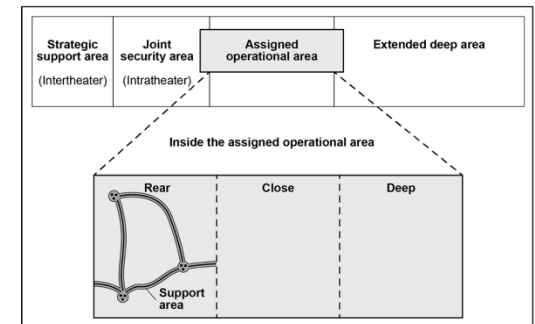 Strategic
support area
(Intertheater)
Joint
security area
(Intratheater)
Assigned
operational area
Extended deep area
Inside the assigned operational area
Rear
Close
Deep
Support
area